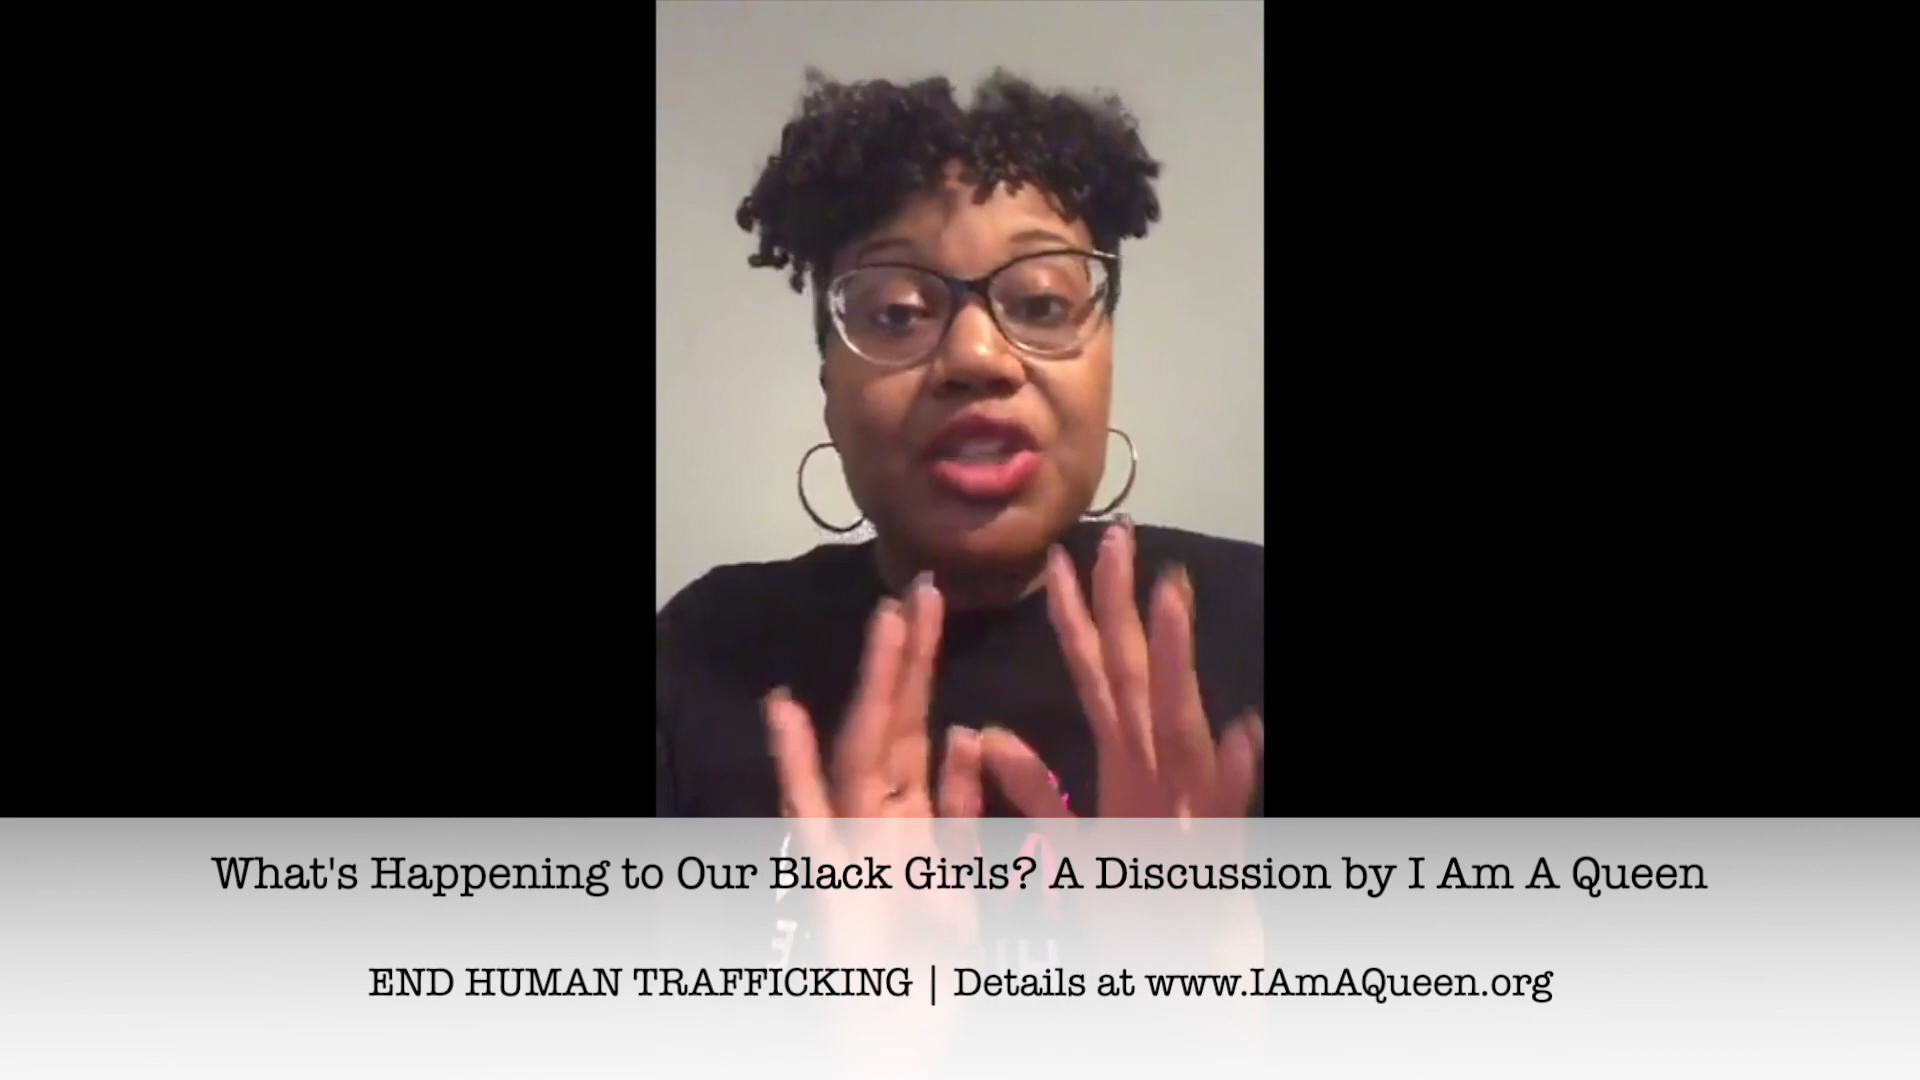 What's Happening to Our Black Girls? A Discussion by I Am A Queen
END HUMAN TRAFFICKING | Details at www.IAmAQueen.org